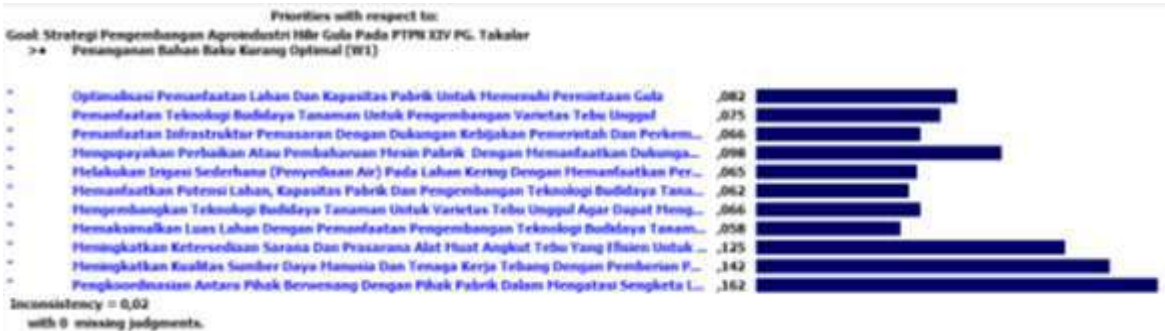 Priorities with respect to:
Goal: Strategi Pengembangan Agroindustri Hilir Gula Pada PTPN XIV PG. Takalar
>• Penanganan Bahan Baku Kurang Optimal (W1)
Optimalisasi Pemanfaatan Lahan Dan Kapasitas Pabrik Untuk Memenuhi Permintaan Gula ,082
Pemanfaatan Teknologi Budidaya Tanaman Untuk Pengembangan Varietas Tebu Unggul ,075
Pemanfaatan Infrastruktur Pemasaran Dengan Dukungan Kebijakan Pemerintah Dan Perkem... ,066
Mengupayakan Perbaikan Atau Pembaharuan Mesin Pabrik Dengan Memanfaatkan Dukunga... ,098
Melakukan Irigasi Sederhana (Penyediaan Air) Pada Lahan Kering Dengan Memanfaatkan Per... ,065
Memanfaatkan Potensi Lahan, Kapasitas Pabrik Dan Pengembangan Teknologi Budidaya Tana... ,062
Mengembangkan Teknologi Budidaya Tanaman Untuk Varietas Tebu Unggul Agar Dapat Meng... ,066
Memaksimalkan Luas Lahan Dengan Pemanfaatan Pengembangan Teknologi Budidaya Tanam... ,058
Meningkatkan Ketersediaan Sarana Dan Prasarana Alat Muat Angkut Tebu Yang Efisien Untuk ... ,125
Meningkatkan Kualitas Sumber Daya Manusia Dan Tenaga Kerja Tebang Dengan Pemberian P... ,142
Pengkoordinasian Antara Pihak Berwenang Dengan Pihak Pabrik Dalam Mengatasi Sengketa L... ,162
Inconsistency = 0,02
with 0 missing judgments.